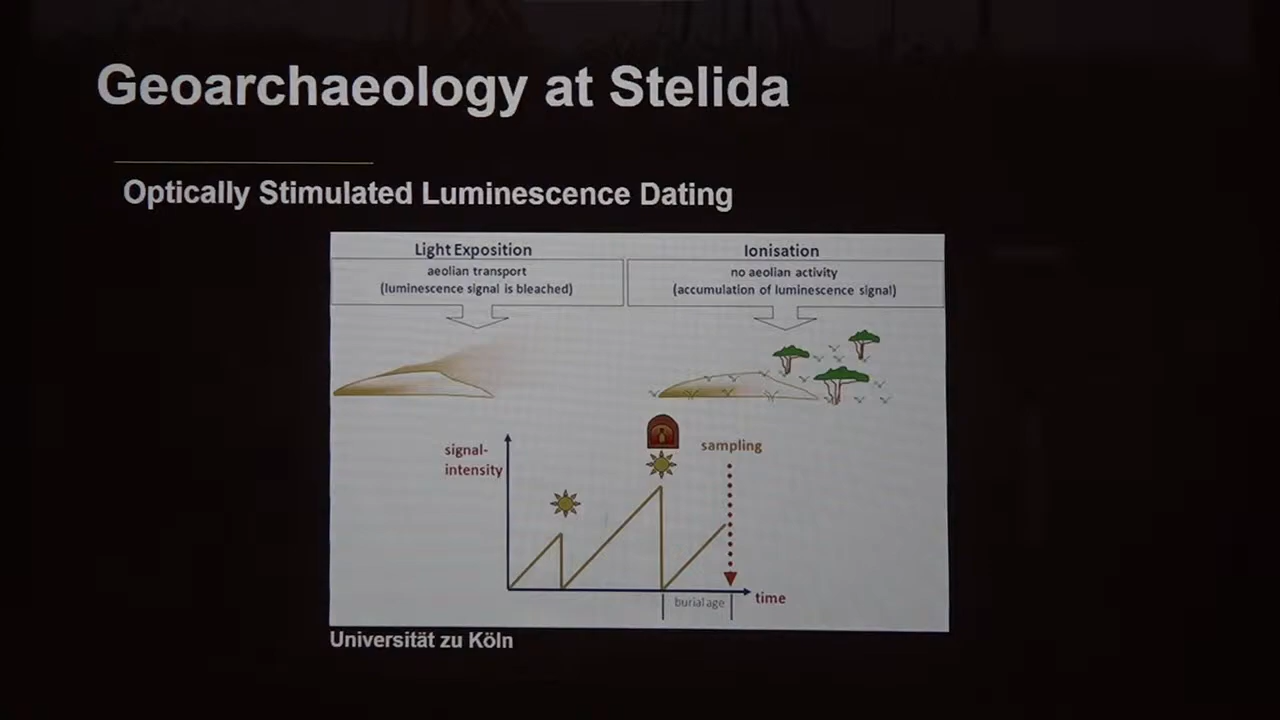 Geoarchaeology at Stelida
Optically Stimulated Luminescence Dating
Light Exposition
aeolian transport
(luminescence signal is bleached)
Ionisation
no aeolian activity
(accumulation of luminescence signal)
signal-
intensity
sampling
time
burial age
Universität zu Köln